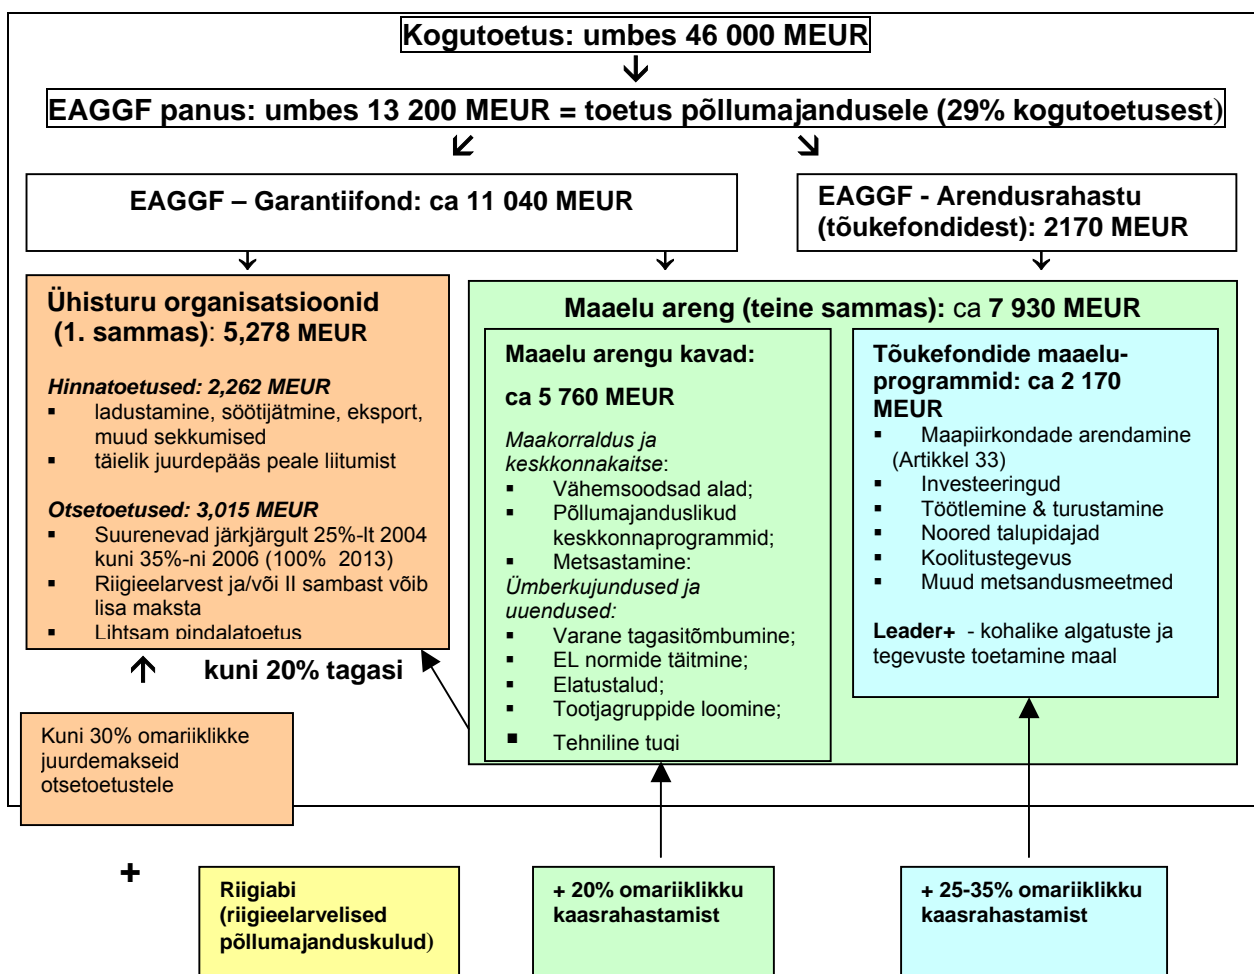 Kogutoetus: umbes 46 000 MEUR
EAGGF panus: umbes 13 200 MEUR = toetus põllumajandusele (29% kogutoetusest)
EAGGF – Garantiifond: ca 11 040 MEUR
EAGGF - Arendusrahastu
(tõukefondidest): 2170 MEUR
Ühisturu organisatsioonid
(1. sammas): 5,278 MEUR
Hinnatoetused: 2,262 MEUR
▪ ladustamine, söötijätmine, eksport,
muud sekkumised
▪ täielik juurdepääs peale liitumist
Otsetoetused: 3,015 MEUR
▪ Suurenevad järkjärgult 25%-lt 2004
kuni 35%-ni 2006 (100% 2013)
▪ Riigieelarvest ja/või II sambast võib
lisa maksta
▪ Lihtsam pindalatoetus
kuni 20% tagasi
Kuni 30% omariiklikke
juurdemakseid
otsetoetustele
Maaelu areng (teine sammas): ca 7 930 MEUR
Maaelu arengu kavad:
ca 5 760 MEUR
Maakorraldus ja
keskkonnakaitse:
▪ Vähemsoodsad alad;
▪ Põllumajanduslikud
keskkonnaprogrammid;
▪ Metsastamine:
Ümberkujundused ja
uuendused:
▪ Varane tagasitõmbumine;
▪ EL normide täitmine;
▪ Elatustalud;
▪ Tootjagruppide loomine;
▪ Tehniline tugi
Tõukefondide maaelu-
programmid: ca 2 170
MEUR
▪ Maapiirkondade arendamine
(Artikkel 33)
▪ Investeeringud
▪ Töötlemine & turustamine
▪ Noored talupidajad
▪ Koolitustegevus
▪ Muud metsandusmeetmed
Leader+ - kohalike algatuste ja
tegevuste toetamine maal
+
Riigiabi
(riigieelarvelised
põllumajanduskulud)
+ 20% omariiklikku
kaasrahastamist
+ 25-35% omariiklikku
kaasrahastamist